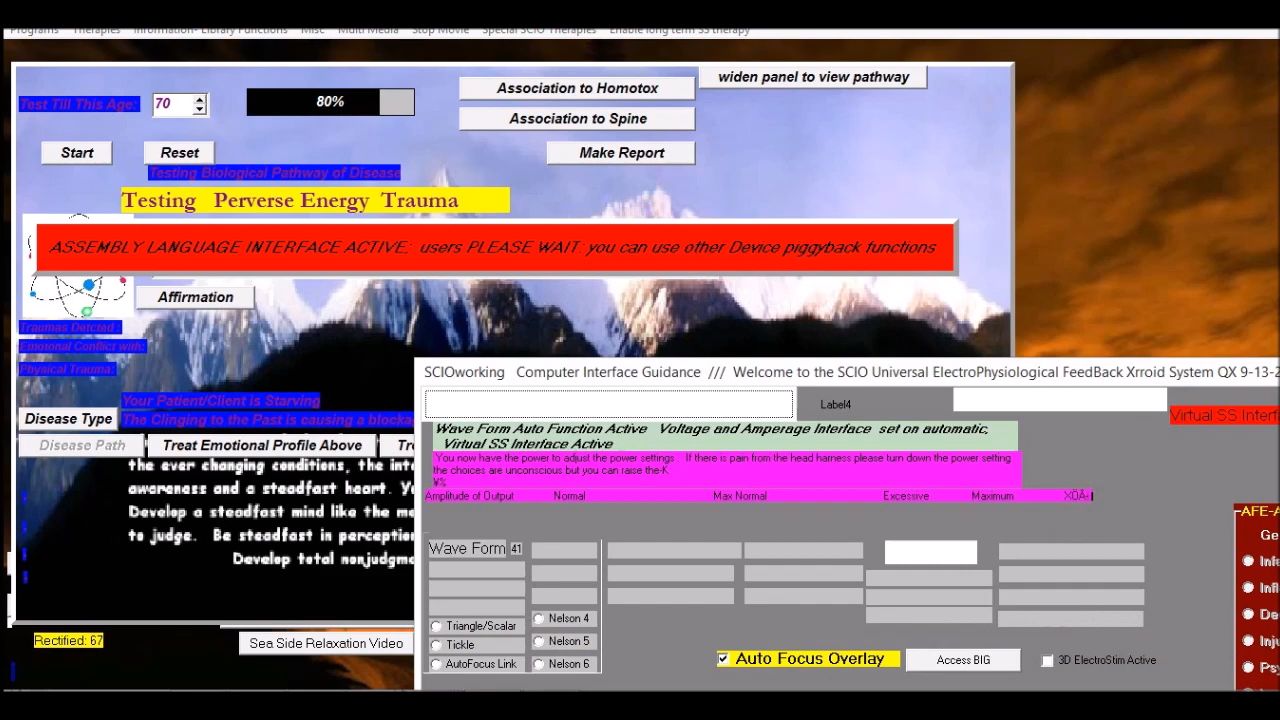 Programs Therapies Information- Library Functions Misc Multi Media Stop Movie Special SCIO Therapies Enable long term SS therapy
widen panel to view pathway
Association to Homotox
Test Till This Age: 70 80%
Association to Spine
Start Reset Make Report
Testing Biological Pathway of Disease
Testing Perverse Energy Trauma
ASSEMBLY LANGUAGE INTERFACE ACTIVE; users PLEASE WAIT: you can use other Device piggyback functions
Affirmation
Traumas Detcted :
Emotional Conflict with:
Physical Trauma:
Your Patient/Client is Starving
Disease Type The Clinging to the Past is causing a blocka
Disease Path Treat Emotional Profile Above Tr
the ever changing conditions, the inte
awareness and a steadfast heart.
Develop a steadfast mind like the
to judge. Be steadfast in percept
Develop total nonjudgm
Rectified: 67
Sea Side Relaxation Video
SCIOworking Computer Interface Guidance /// Welcome to the SCIO Universal ElectroPhysiological FeedBack Xrroid System QX 9-13-2
Label4
Virtual SS Interf
Wave Form Auto Function Active Voltage and Amperage Interface set on automatic,
Virtual SS Interface Active
You now have the power to adjust the power settings. If there is pain from the head harness please turn down the power setting
the choices are unconscious but you can raise the-K
¥%
Amplitude of Output Normal Max Normal Excessive Maximum
AFE-A
Ge
Wave Form 41
Infe
Infl
De
Inju
Psy
Triangle/Scalar
Tickle
AutoFocus Link
Nelson 4
Nelson 5
Nelson 6
Auto Focus Overlay
Access BIG
3D ElectroStim Active